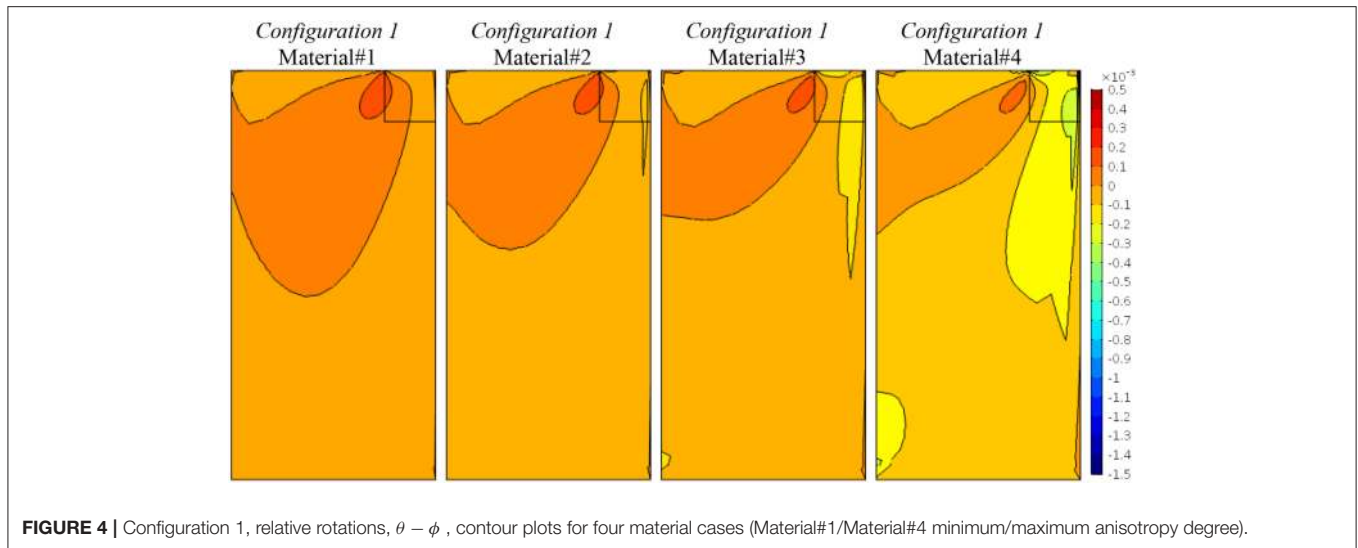 Configuration 1
Material#1
Configuration 1
Material#2
Configuration 1
Material#3
Configuration 1
Material#4
×10⁻³
0.5
0.4
0.3
0.2
0.1
0
-0.1
-0.2
-0.3
-0.4
-0.5
-0.6
-0.7
-0.8
-0.9
-1
-1.1
-1.2
-1.3
-1.4
-1.5
FIGURE 4 | Configuration 1, relative rotations, θ − ϕ , contour plots for four material cases (Material#1/Material#4 minimum/maximum anisotropy degree).